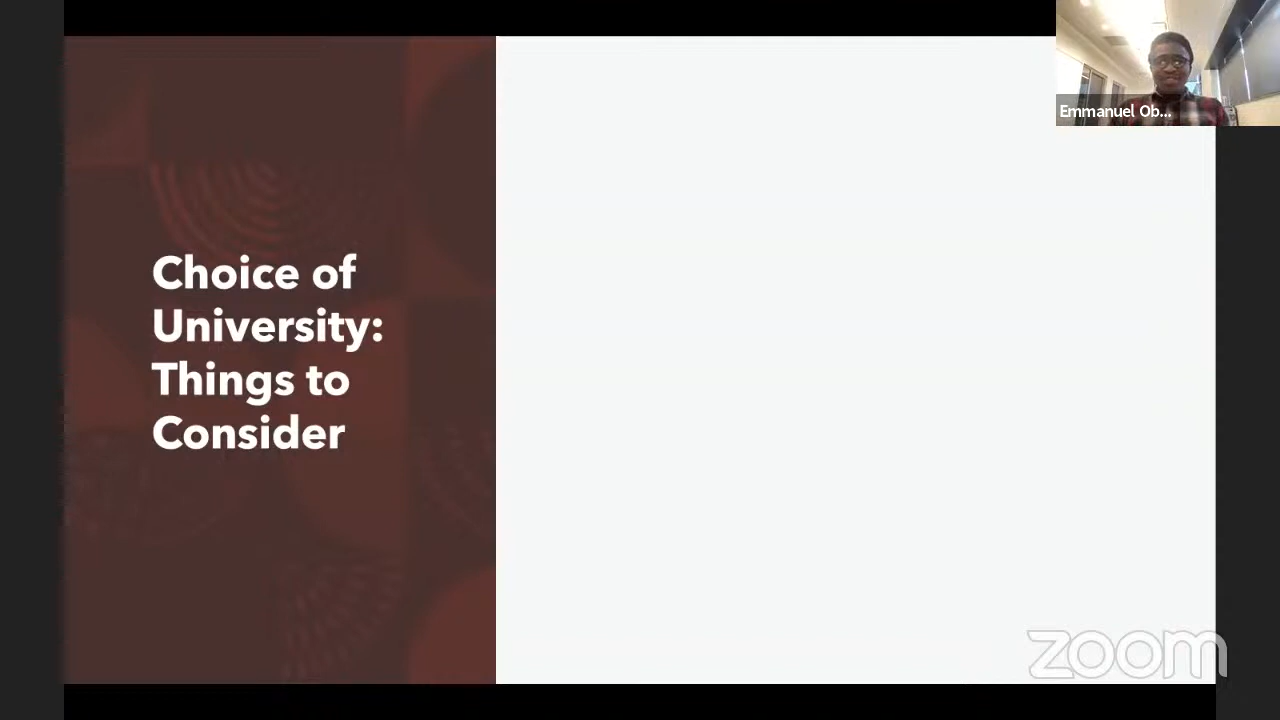 Emmanuel Ob...
Choice of
University:
Things to
Consider
zoom